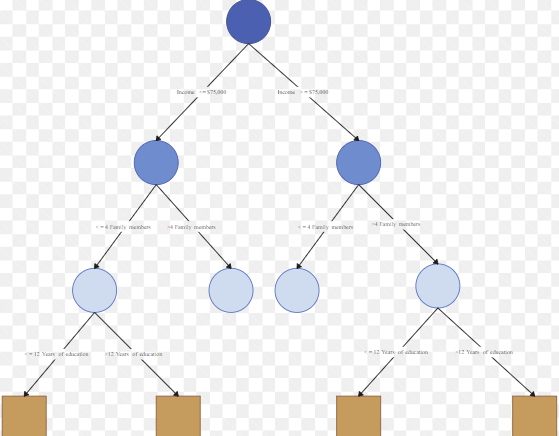 Income <= $75,000
Income >= $75,000
<= 4 Family members
>4 Family members
<= 4 Family members
>4 Family members
<= 12 Years of education
>12 Years of education
<= 12 Years of education
>12 Years of education